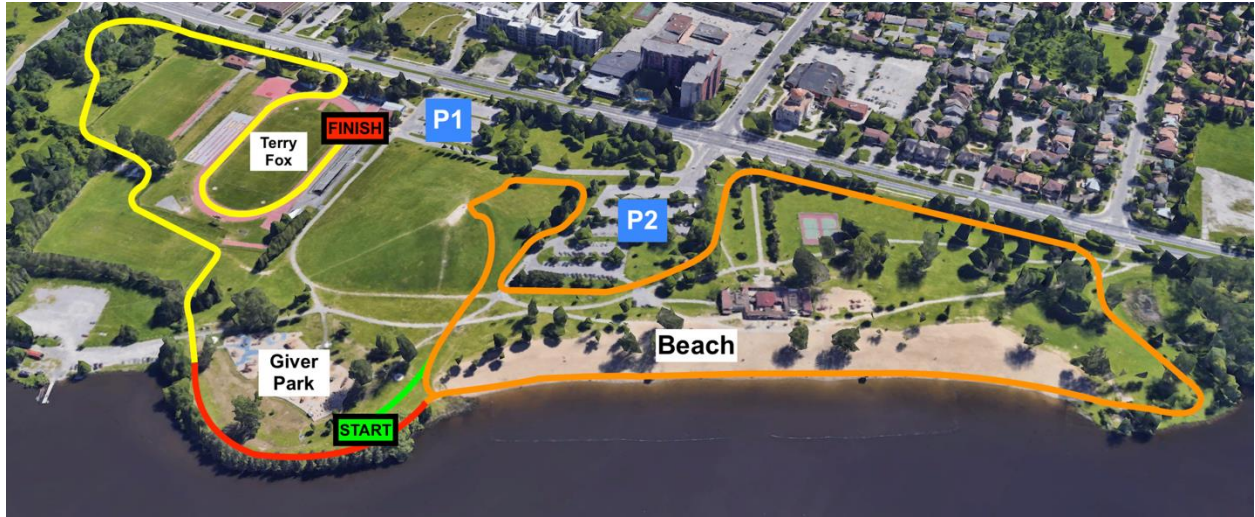 P1
FINISH
Terry
Fox
P2
Beach
Giver
Park
START